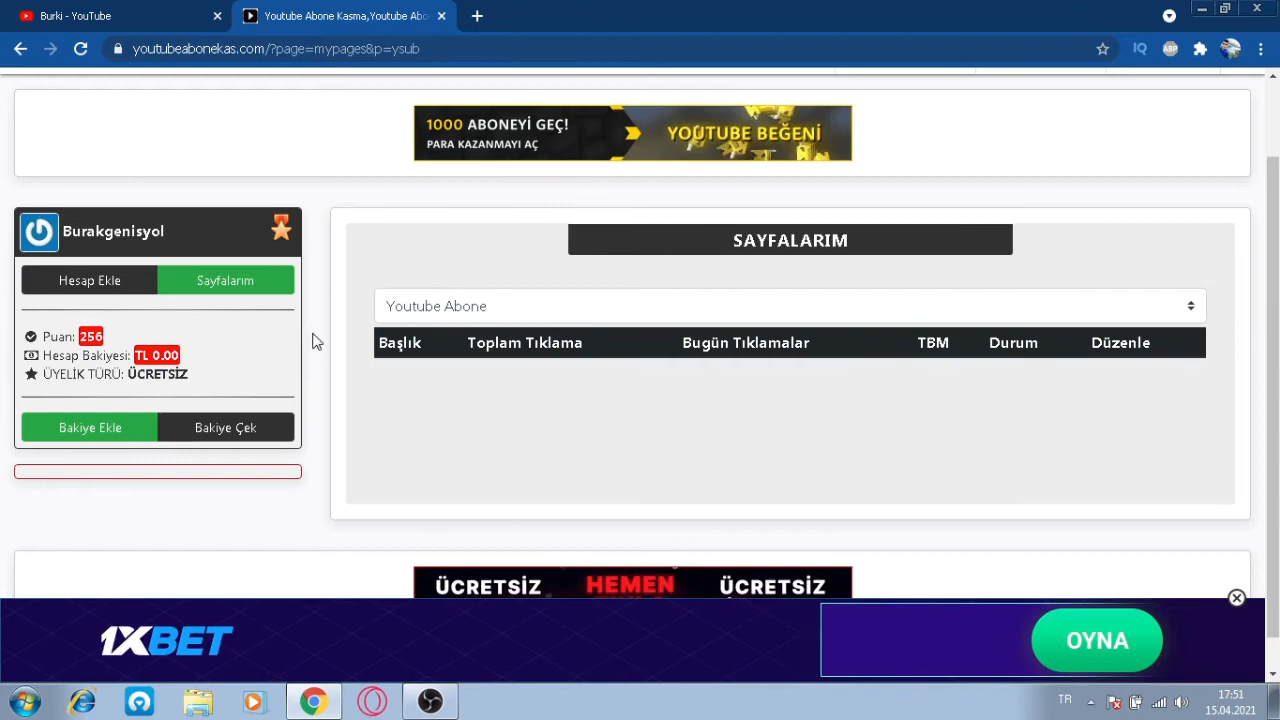 Burki - YouTube
Youtube Abone Kasma,Youtube Abo
youtubeabonekas.com/?page=mypages&p=ysub
IQ
1000 ABONEYİ GEÇ!
PARA KAZANMAYI AÇ
YOUTUBE BEĞENİ
Burakgenisyol
Hesap Ekle
Sayfalarım
Puan: 256
Hesap Bakiyesi: TL 0.00
ÜYELİK TÜRÜ: ÜCRETSİZ
Bakiye Ekle
Bakiye Çek
SAYFALARIM
Youtube Abone
Başlık Toplam Tıklama Bugün Tıklamalar TBM Durum Düzenle
ÜCRETSİZ HEMEN ÜCRETSİZ
1XBET
OYNA
TR
17:51
15.04.2021